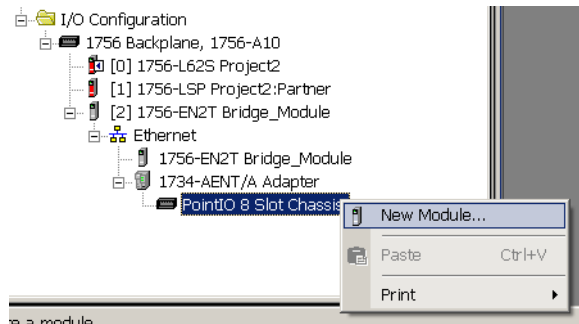 I/O Configuration
1756 Backplane, 1756-A10
[0] 1756-L62S Project2
[1] 1756-LSP Project2:Partner
[2] 1756-EN2T Bridge_Module
Ethernet
1756-EN2T Bridge_Module
1734-AENT/A Adapter
PointIO 8 Slot Chassis
New Module...
Paste Ctrl+V
Print
a module